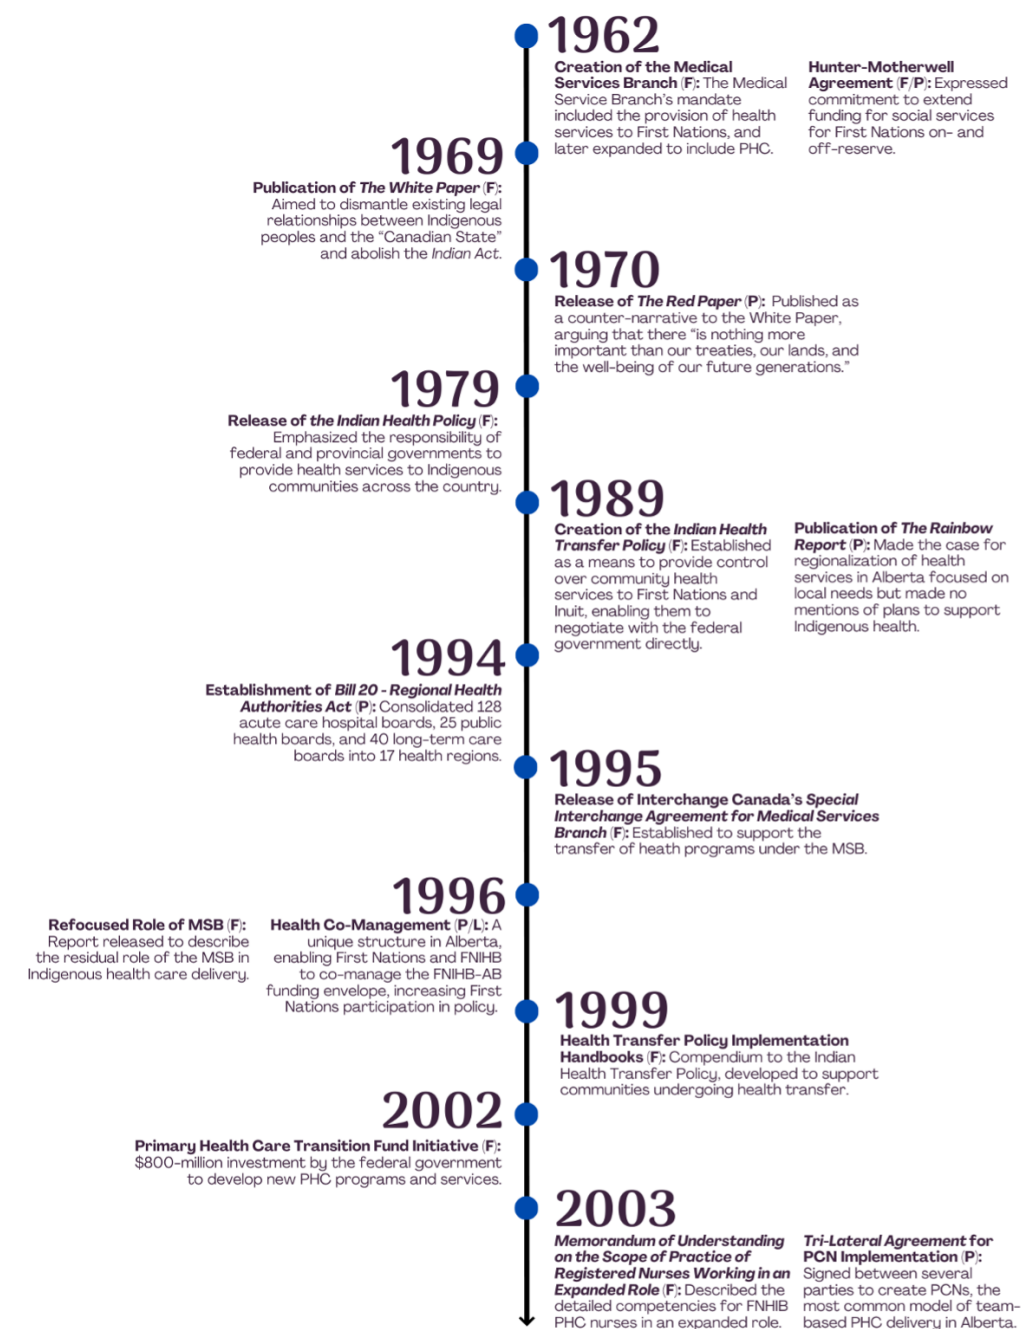 1962
Creation of the Medical
Services Branch (F): The Medical
Service Branch's mandate
included the provision of health
services to First Nations, and
later expanded to include PHC.
Hunter-Motherwell
Agreement (F/P): Expressed
commitment to extend
funding for social services
for First Nations on- and
off-reserve.
1969
Publication of The White Paper (F):
Aimed to dismantle existing legal
relationships between Indigenous
peoples and the “Canadian State”
and abolish the Indian Act.
1970
Release of The Red Paper (P): Published as
a counter-narrative to the White Paper,
arguing that there “is nothing more
important than our treaties, our lands, and
the well-being of our future generations.”
1979
Release of the Indian Health Policy (F):
Emphasized the responsibility of
federal and provincial governments to
provide health services to Indigenous
communities across the country.
1989
Creation of the Indian Health
Transfer Policy (F): Established
as a means to provide control
over community health
services to First Nations and
Inuit, enabling them to
negotiate with the federal
government directly.
Publication of The Rainbow
Report (P): Made the case for
regionalization of health
services in Alberta focused on
local needs but made no
mentions of plans to support
Indigenous health.
1994
Establishment of Bill 20 - Regional Health
Authorities Act (P): Consolidated 128
acute care hospital boards, 25 public
health boards, and 40 long-term care
boards into 17 health regions.
1995
Release of Interchange Canada's Special
Interchange Agreement for Medical Services
Branch (F): Established to support the
transfer of heath programs under the MSB.
1996
Refocused Role of MSB (F):
Report released to describe
the residual role of the MSB in
Indigenous health care delivery.
Health Co-Management (P/L): A
unique structure in Alberta,
enabling First Nations and FNIHB
to co-manage the FNIHB-AB
funding envelope, increasing First
Nations participation in policy.
1999
Health Transfer Policy Implementation
Handbooks (F): Compendium to the Indian
Health Transfer Policy, developed to support
communities undergoing health transfer.
2002
Primary Health Care Transition Fund Initiative (F):
$800-million investment by the federal government
to develop new PHC programs and services.
2003
Memorandum of Understanding
on the Scope of Practice of
Registered Nurses Working in an
Expanded Role (F): Described the
detailed competencies for FNHIB
PHC nurses in an expanded role.
Tri-Lateral Agreement for
PCN Implementation (P):
Signed between several
parties to create PCNs, the
most common model of team-
based PHC delivery in Alberta.